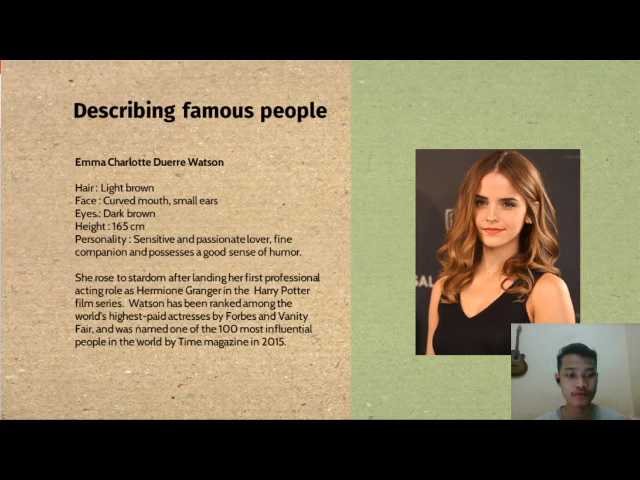 Describing famous people
Emma Charlotte Duerre Watson
Hair : Light brown
Face : Curved mouth, small ears
Eyes.: Dark brown
Height : 165 cm
Personality : Sensitive and passionate lover, fine
companion and possesses a good sense of humor.
She rose to stardom after landing her first professional
acting role as Hermione Granger in the Harry Potter
film series. Watson has been ranked among the
world's highest-paid actresses by Forbes and Vanity
Fair, and was named one of the 100 most influential
people in the world by Time magazine in 2015.
SAL